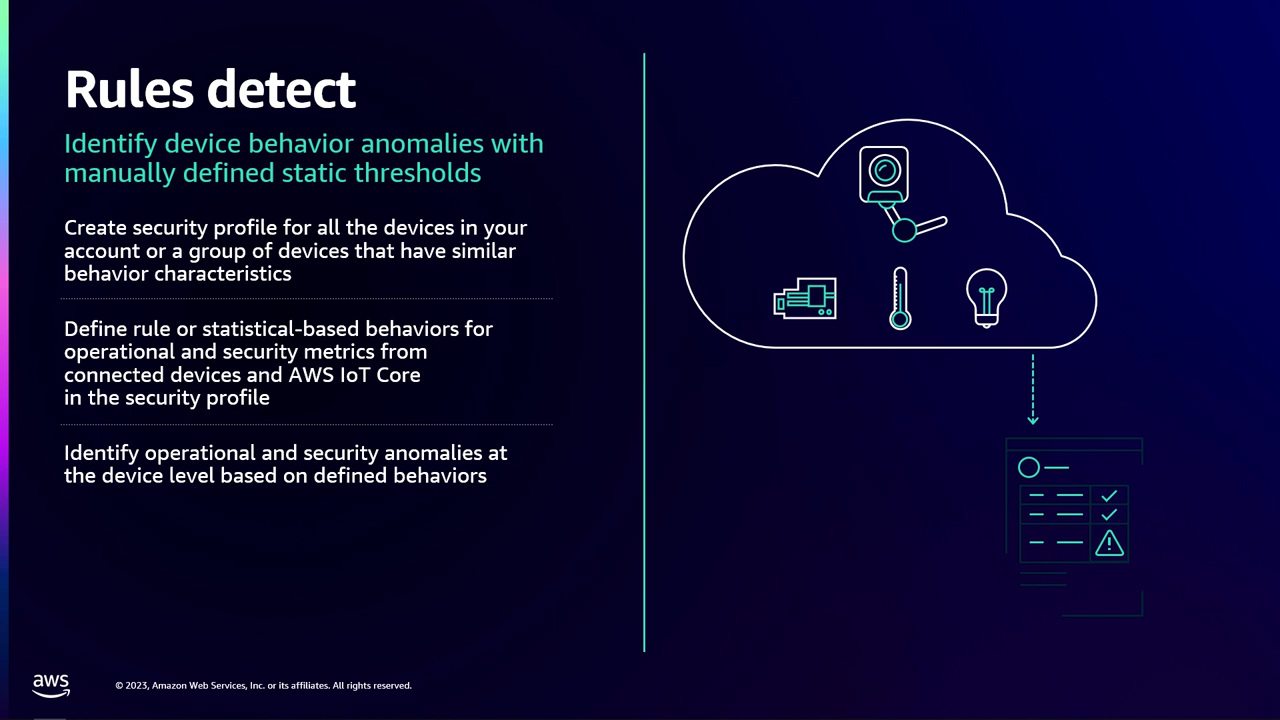 Rules detect
Identify device behavior anomalies with
manually defined static thresholds
Create security profile for all the devices in your
account or a group of devices that have similar
behavior characteristics
Define rule or statistical-based behaviors for
operational and security metrics from
connected devices and AWS IoT Core
in the security profile
Identify operational and security anomalies at
the device level based on defined behaviors
aws
© 2023, Amazon Web Services, Inc. or its affiliates. All rights reserved.